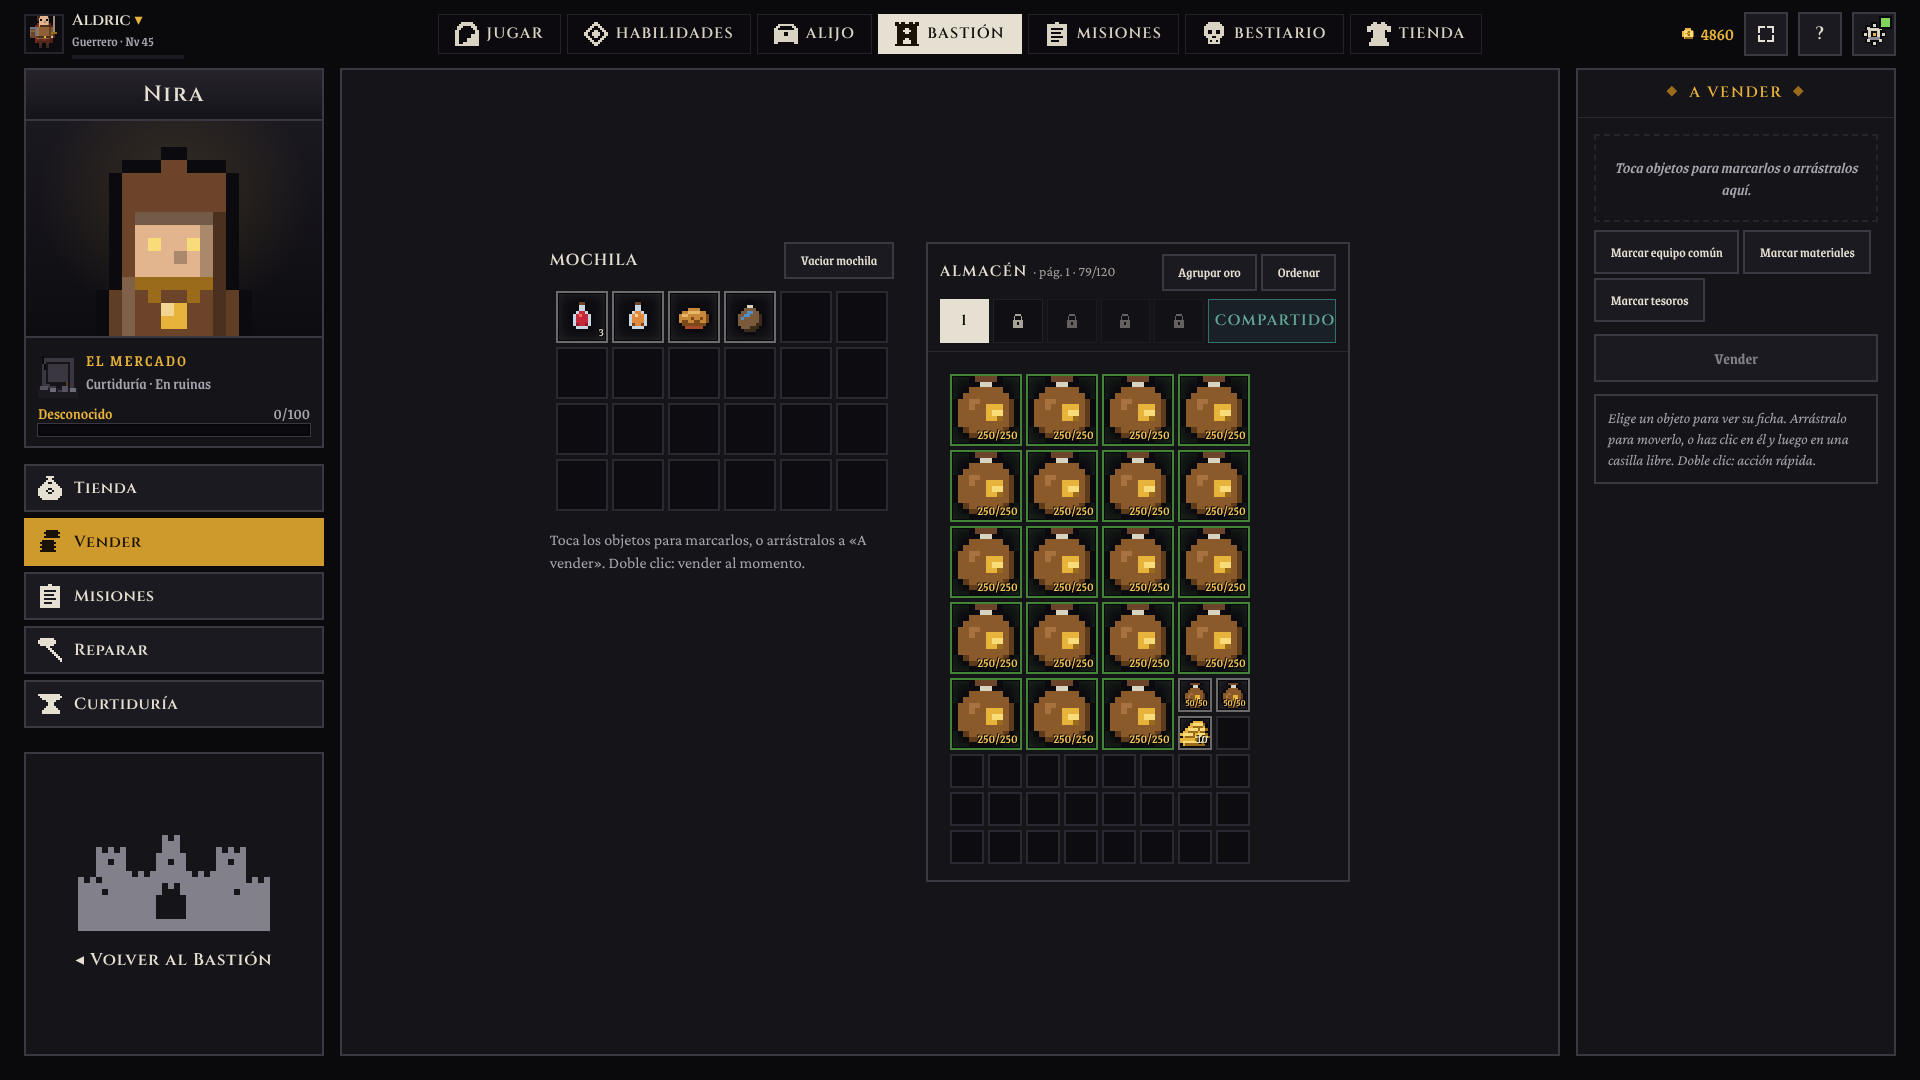 ALDRIC ▾
Guerrero · Nv 45
JUGAR
HABILIDADES
ALIJO
BASTIÓN
MISIONES
BESTIARIO
TIENDA
4860
?
NIRA
EL MERCADO
Curtiduría · En ruinas
Desconocido 0/100
TIENDA
VENDER
MISIONES
REPARAR
CURTIDURÍA
◂ VOLVER AL BASTIÓN
MOCHILA
Vaciar mochila
3
Toca los objetos para marcarlos, o arrástralos a «A
vender». Doble clic: vender al momento.
ALMACÉN · pág. 1 · 79/120
Agrupar oro
Ordenar
1
COMPARTIDO
250/250 250/250 250/250 250/250
250/250 250/250 250/250 250/250
250/250 250/250 250/250 250/250
250/250 250/250 250/250 250/250
250/250 250/250 250/250
50/50 50/50
10
◆ A VENDER ◆
Toca objetos para marcarlos o arrástralos
aquí.
Marcar equipo común
Marcar materiales
Marcar tesoros
Vender
Elige un objeto para ver su ficha. Arrástralo
para moverlo, o haz clic en él y luego en una
casilla libre. Doble clic: acción rápida.